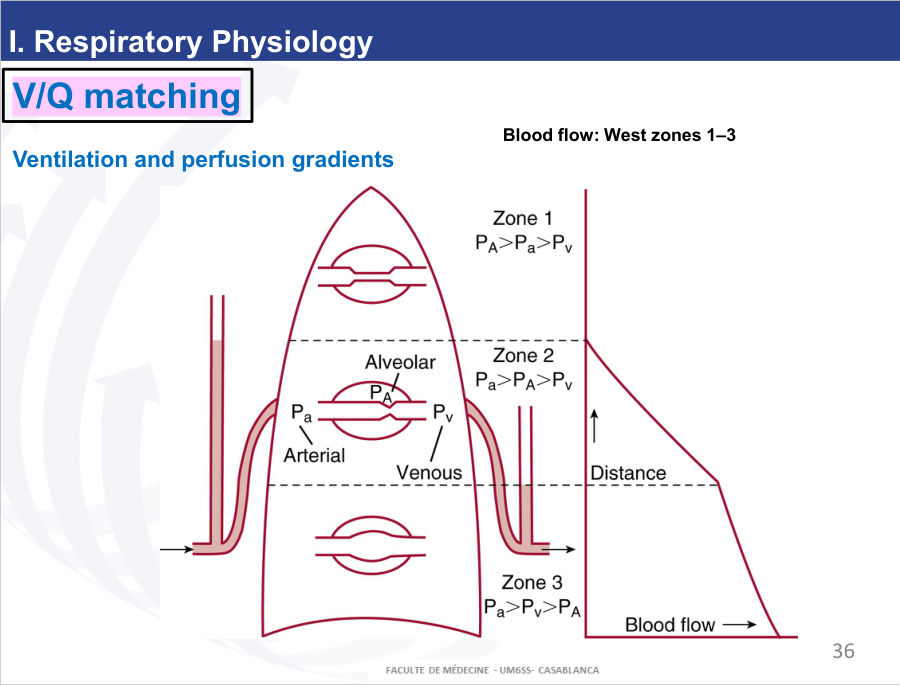 I. Respiratory Physiology
V/Q matching
Blood flow: West zones 1–3
Ventilation and perfusion gradients
Zone 1
PA>Pa>Pv
Zone 2
Pa>PA>Pv
Alveolar
PA
Pa
Pv
Arterial
Venous
Distance
Zone 3
Pa>Pv>PA
Blood flow
36
FACULTE DE MÉDECINE - UM6SS- CASABLANCA